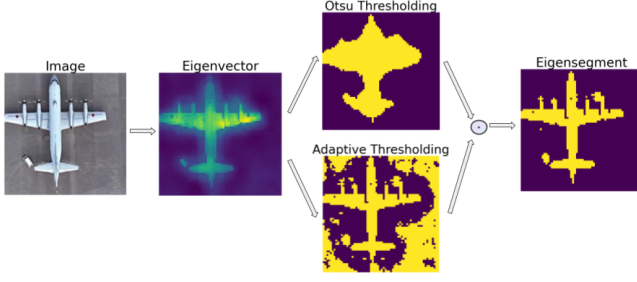 Otsu Thresholding
Image
Eigenvector
Eigensegment
Adaptive Thresholding